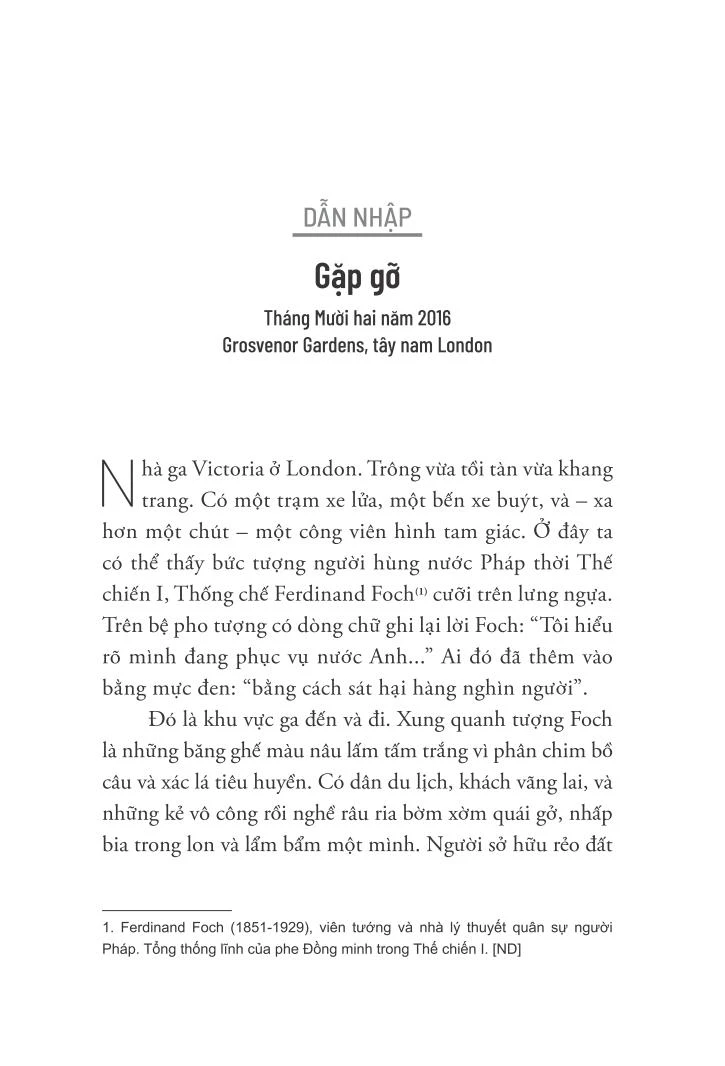 DẪN NHẬP
Gặp gỡ
Tháng Mười hai năm 2016
Grosvenor Gardens, tây nam London
Nhà ga Victoria ở London. Trông vừa tồi tàn vừa khang
trang. Có một trạm xe lửa, một bến xe buýt, và – xa
hơn một chút – một công viên hình tam giác. Ở đây ta
có thể thấy bức tượng người hùng nước Pháp thời Thế
chiến I, Thống chế Ferdinand Foch(1) cưỡi trên lưng ngựa.
Trên bệ pho tượng có dòng chữ ghi lại lời Foch: “Tôi hiểu
rõ mình đang phục vụ nước Anh...” Ai đó đã thêm vào
bằng mực đen: “bằng cách sát hại hàng nghìn người”.
Đó là khu vực ga đến và đi. Xung quanh tượng Foch
là những băng ghế màu nâu lấm tấm trắng vì phân chim bồ
câu và xác lá tiêu huyền. Có dân du lịch, khách vãng lai, và
những kẻ vô công rồi nghề râu ria bờm xờm quái gở, nhấp
bia trong lon và lẩm bẩm một mình. Người sở hữu rẻo đất
1. Ferdinand Foch (1851-1929), viên tướng và nhà lý thuyết quân sự người
Pháp. Tổng thống lĩnh của phe Đồng minh trong Thế chiến I. [ND]